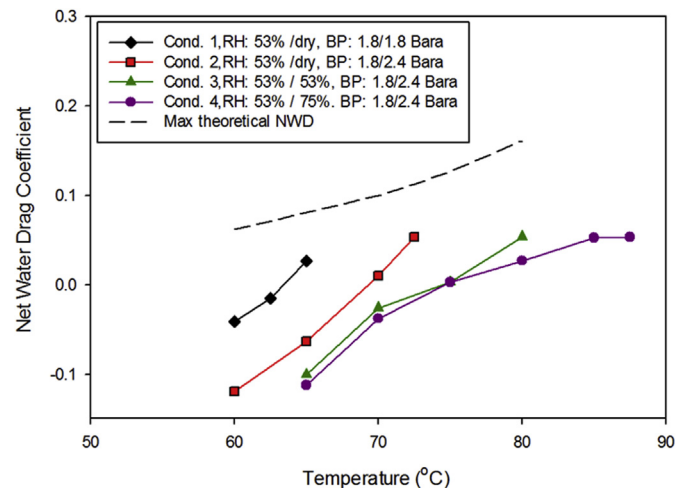 0.3
0.2
0.1
0.0
-0.1
Net Water Drag Coefficient
Cond. 1,RH: 53% /dry, BP: 1.8/1.8 Bara
Cond. 2,RH: 53% /dry, BP: 1.8/2.4 Bara
Cond. 3,RH: 53% / 53%, BP: 1.8/2.4 Bara
Cond. 4,RH: 53% / 75%. BP: 1.8/2.4 Bara
Max theoretical NWD
50 60 70 80 90
Temperature (°C)